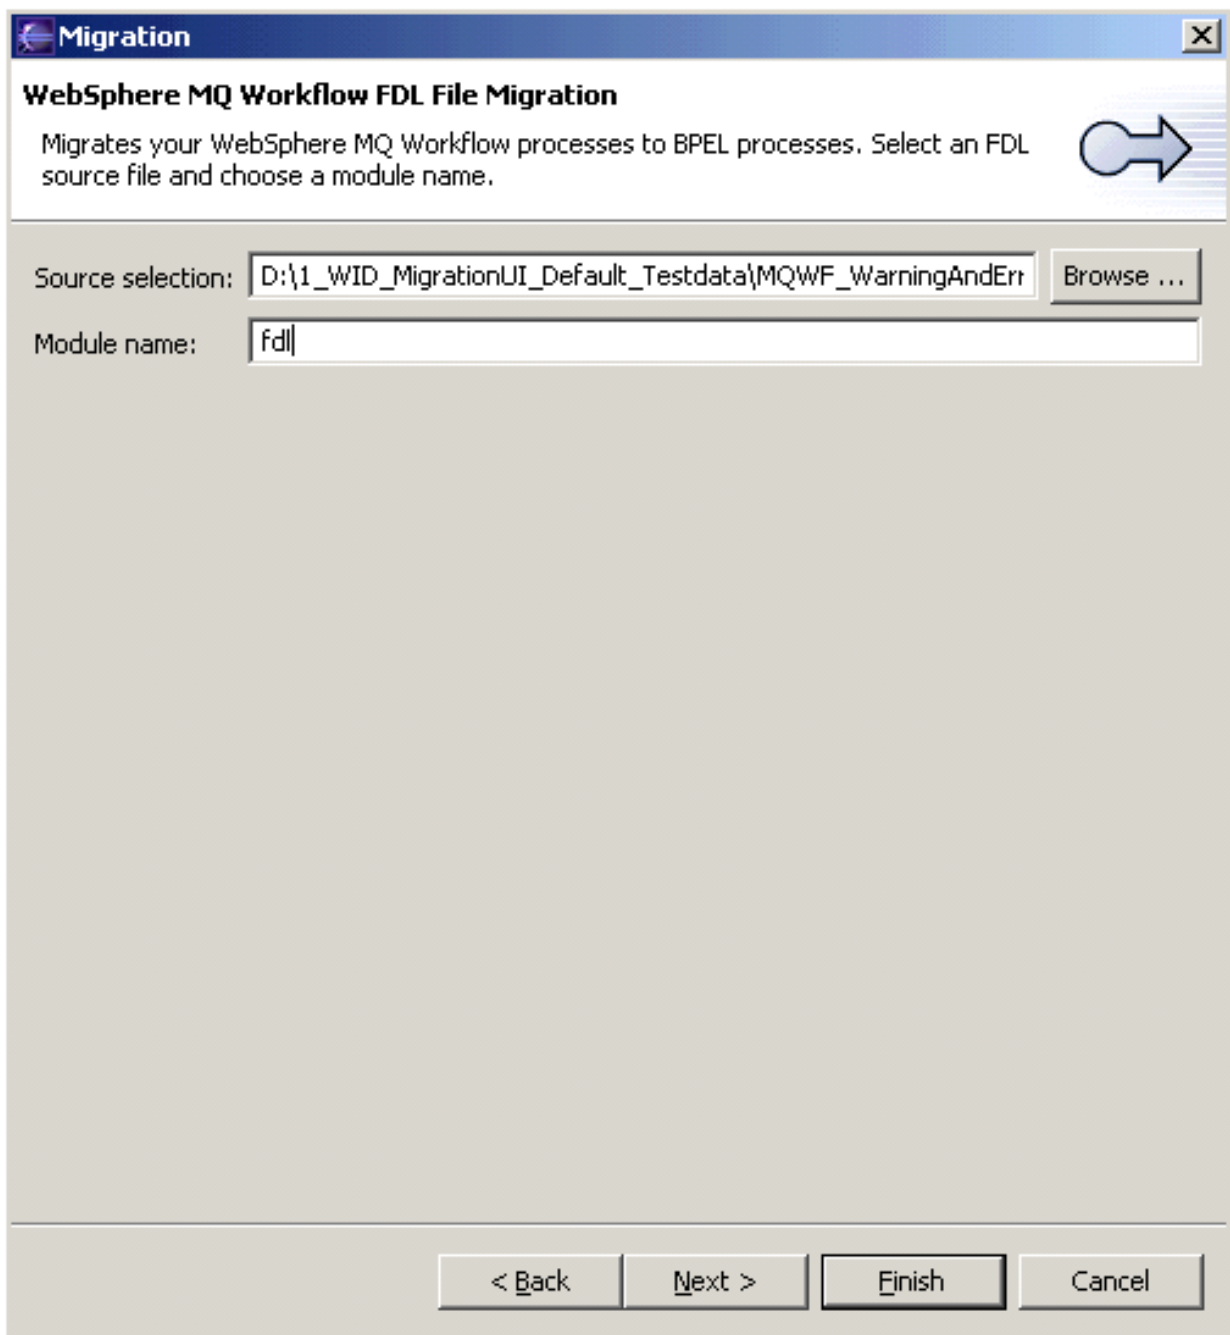 Migration
WebSphere MQ Workflow FDL File Migration
Migrates your WebSphere MQ Workflow processes to BPEL processes. Select an FDL
source file and choose a module name.
Source selection: D:\1_WID_MigrationUI_Default_Testdata\MQWF_WarningAndErr Browse ...
Module name: fdl
< Back Next > Finish Cancel